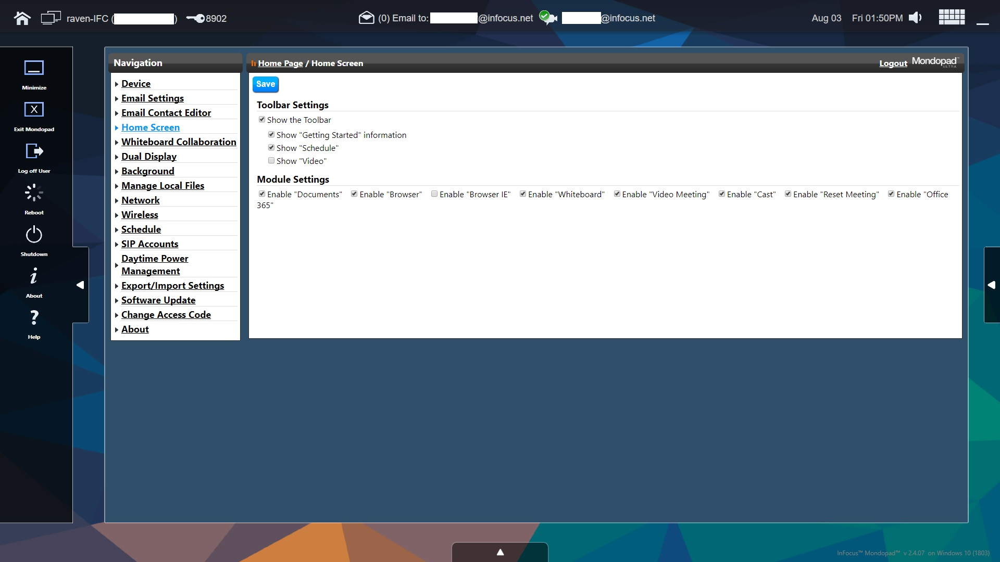 raven-IFC ( ) 8902 (0) Email to: @infocus.net @infocus.net Aug 03 Fri 01:50PM
Minimize
X
Exit Mondopad
Log off User
Reboot
Shutdown
i
About
?
Help
Navigation
Device
Email Settings
Email Contact Editor
Home Screen
Whiteboard Collaboration
Dual Display
Background
Manage Local Files
Network
Wireless
Schedule
SIP Accounts
Daytime Power
Management
Export/Import Settings
Software Update
Change Access Code
About
Home Page / Home Screen
Logout Mondopad™
ULTRA
Save
Toolbar Settings
Show the Toolbar
Show "Getting Started" information
Show "Schedule"
Show "Video"
Module Settings
Enable "Documents" Enable "Browser" Enable "Browser IE" Enable "Whiteboard" Enable "Video Meeting" Enable "Cast" Enable "Reset Meeting" Enable "Office
365"
InFocus™ Mondopad™ v 2.4.07 on Windows 10 (1803)